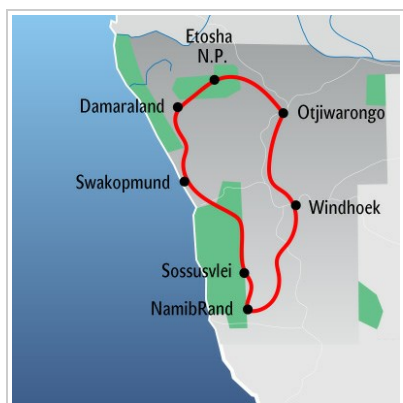 Etosha
N.P.
Damaraland
Otjiwarongo
Swakopmund
Windhoek
Sossusvlei
NamibRand